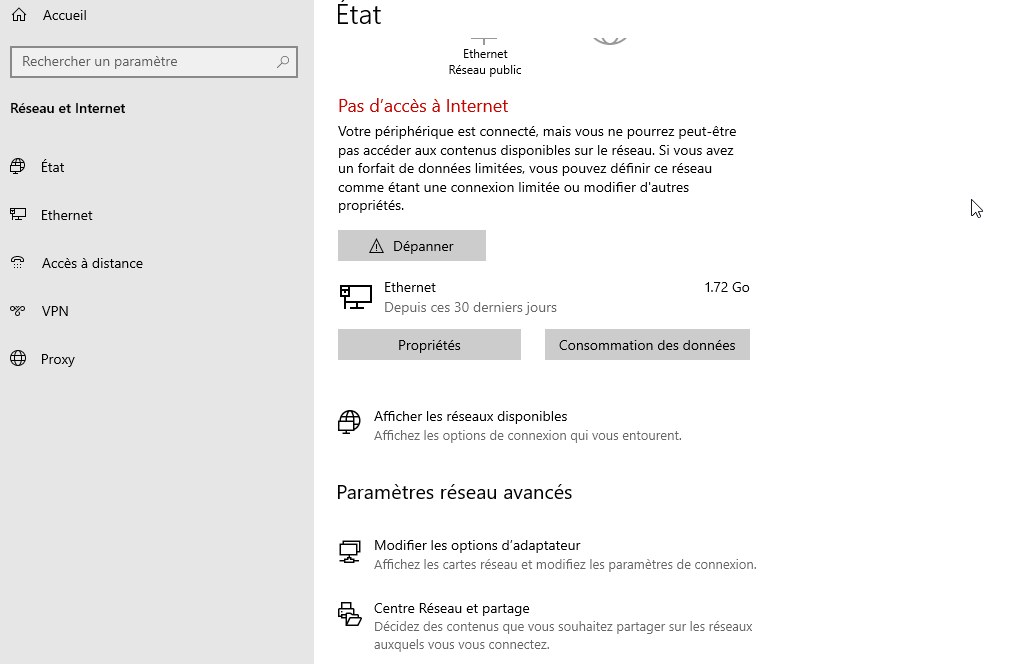 Accueil
Rechercher un paramètre
Réseau et Internet
État
Ethernet
Accès à distance
VPN
Proxy
État
Ethernet
Réseau public
Pas d’accès à Internet
Votre périphérique est connecté, mais vous ne pourrez peut-être
pas accéder aux contenus disponibles sur le réseau. Si vous avez
un forfait de données limitées, vous pouvez définir ce réseau
comme étant une connexion limitée ou modifier d'autres
propriétés.
Dépanner
Ethernet 1.72 Go
Depuis ces 30 derniers jours
Propriétés
Consommation des données
Afficher les réseaux disponibles
Affichez les options de connexion qui vous entourent.
Paramètres réseau avancés
Modifier les options d’adaptateur
Affichez les cartes réseau et modifiez les paramètres de connexion.
Centre Réseau et partage
Décidez des contenus que vous souhaitez partager sur les réseaux
auxquels vous vous connectez.